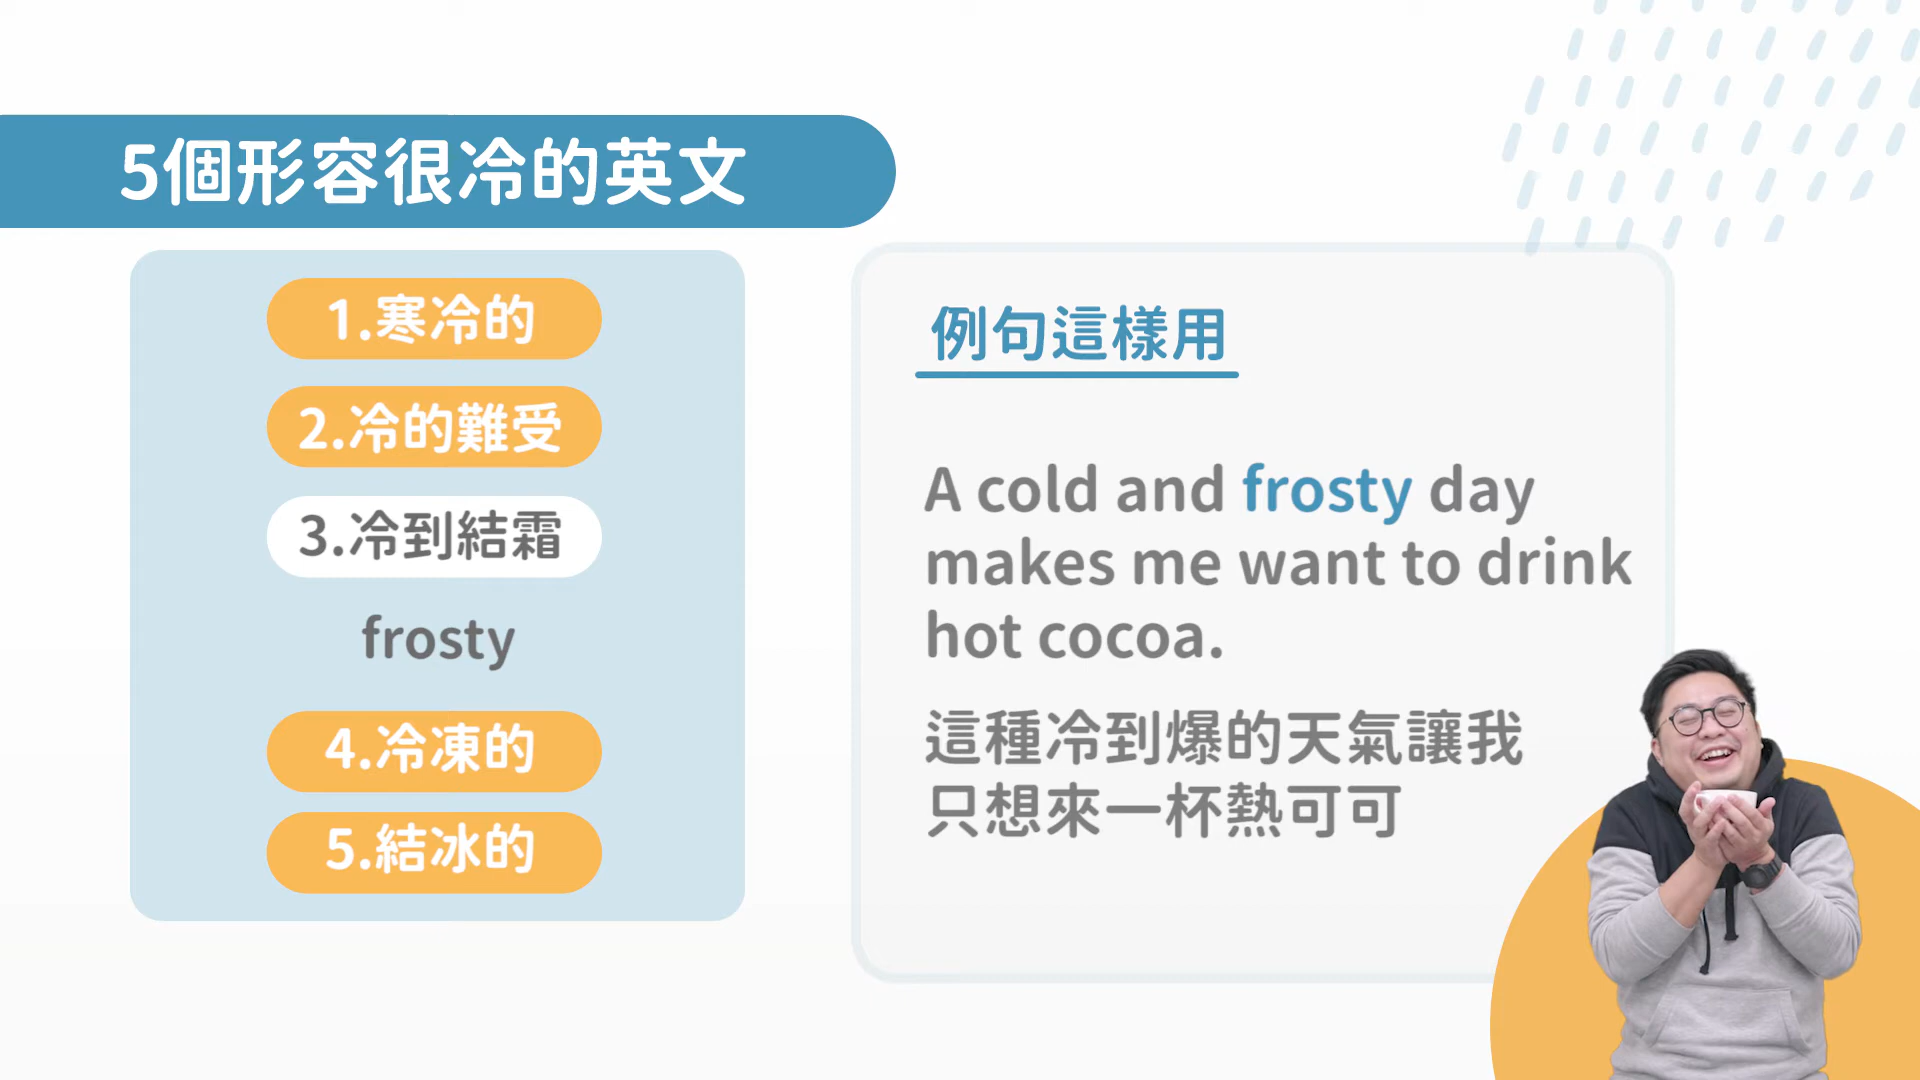 5個形容很冷的英文
1.寒冷的
2.冷的難受
3.冷到結霜
frosty
4.冷凍的
5.結冰的
例句這樣用
A cold and frosty day
makes me want to drink
hot cocoa.
這種冷到爆的天氣讓我
只想來一杯熱可可